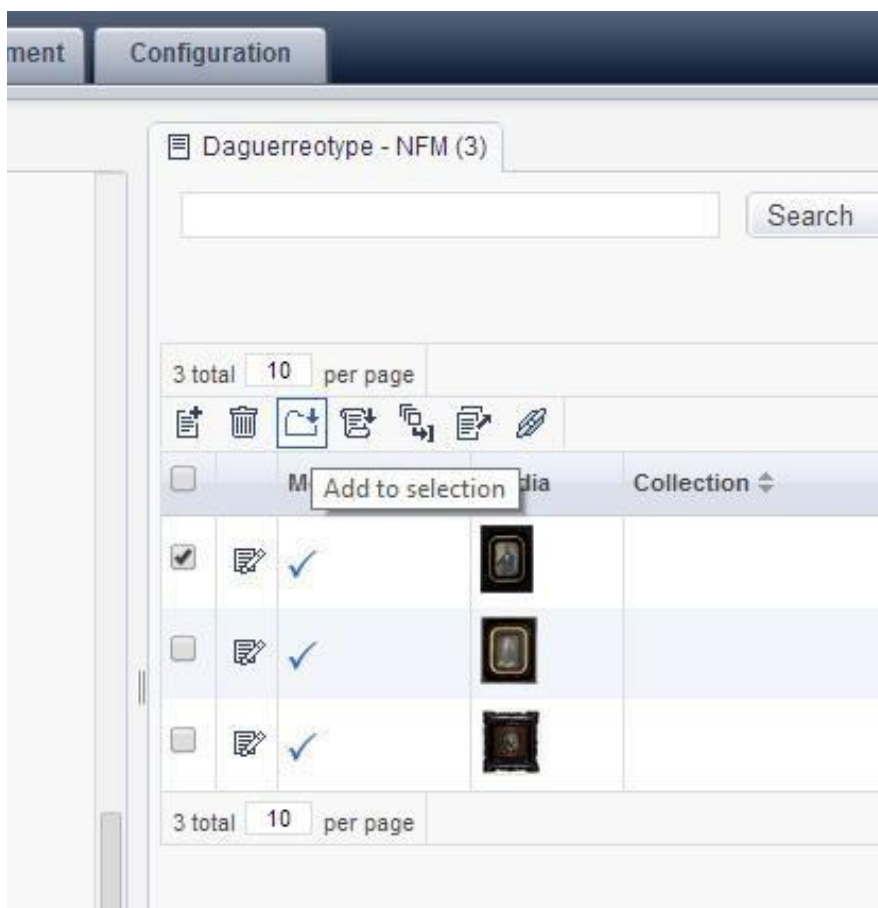 ment Configuration
Daguerreotype - NFM (3)
Search
3 total 10 per page
Add to selection
M dia Collection
3 total 10 per page